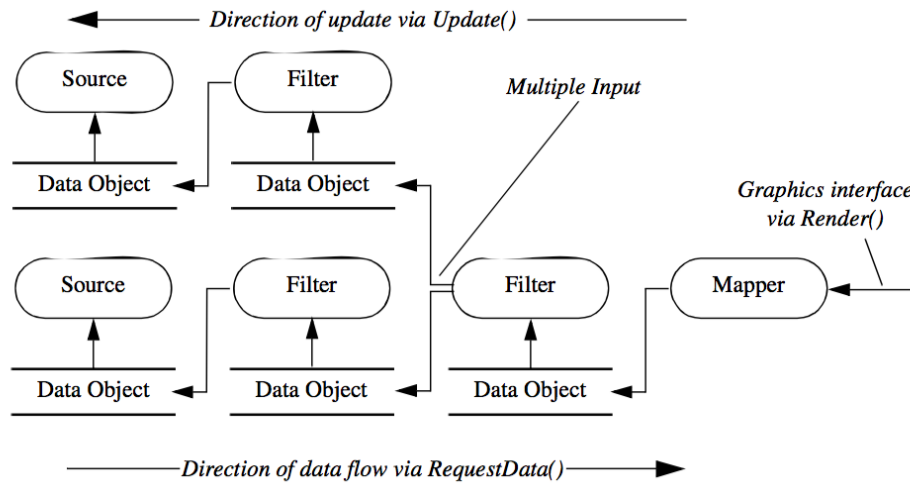 Direction of update via Update()
Source
Filter
Multiple Input
Data Object
Data Object
Graphics interface
via Render()
Source
Filter
Filter
Mapper
Data Object
Data Object
Data Object
Direction of data flow via RequestData()